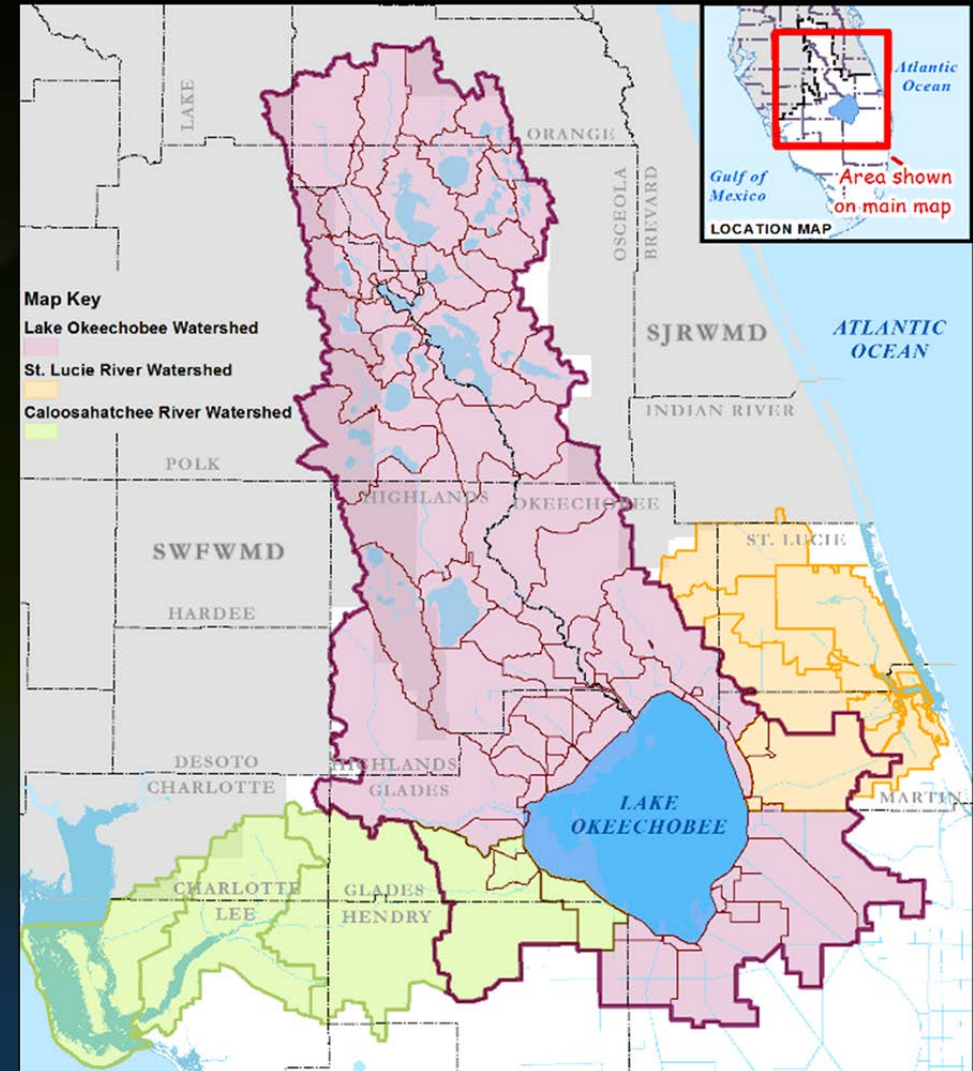 Atlantic
Ocean
Gulf of
Mexico
Area shown
on main map
LOCATION MAP
LAKE
ORANGE
OSCEOLA
BREVARD
Map Key
Lake Okeechobee Watershed
St. Lucie River Watershed
Caloosahatchee River Watershed
SJRWMD
ATLANTIC
OCEAN
INDIAN RIVER
POLK
HIGHLANDS
OKEECHOBEE
SWFWMD
ST. LUCIE
HARDEE
DESOTO
CHARLOTTE
HIGHLANDS
GLADES
LAKE
OKEECHOBEE
MARTIN
CHARLOTTE
LEE
GLADES
HENDRY